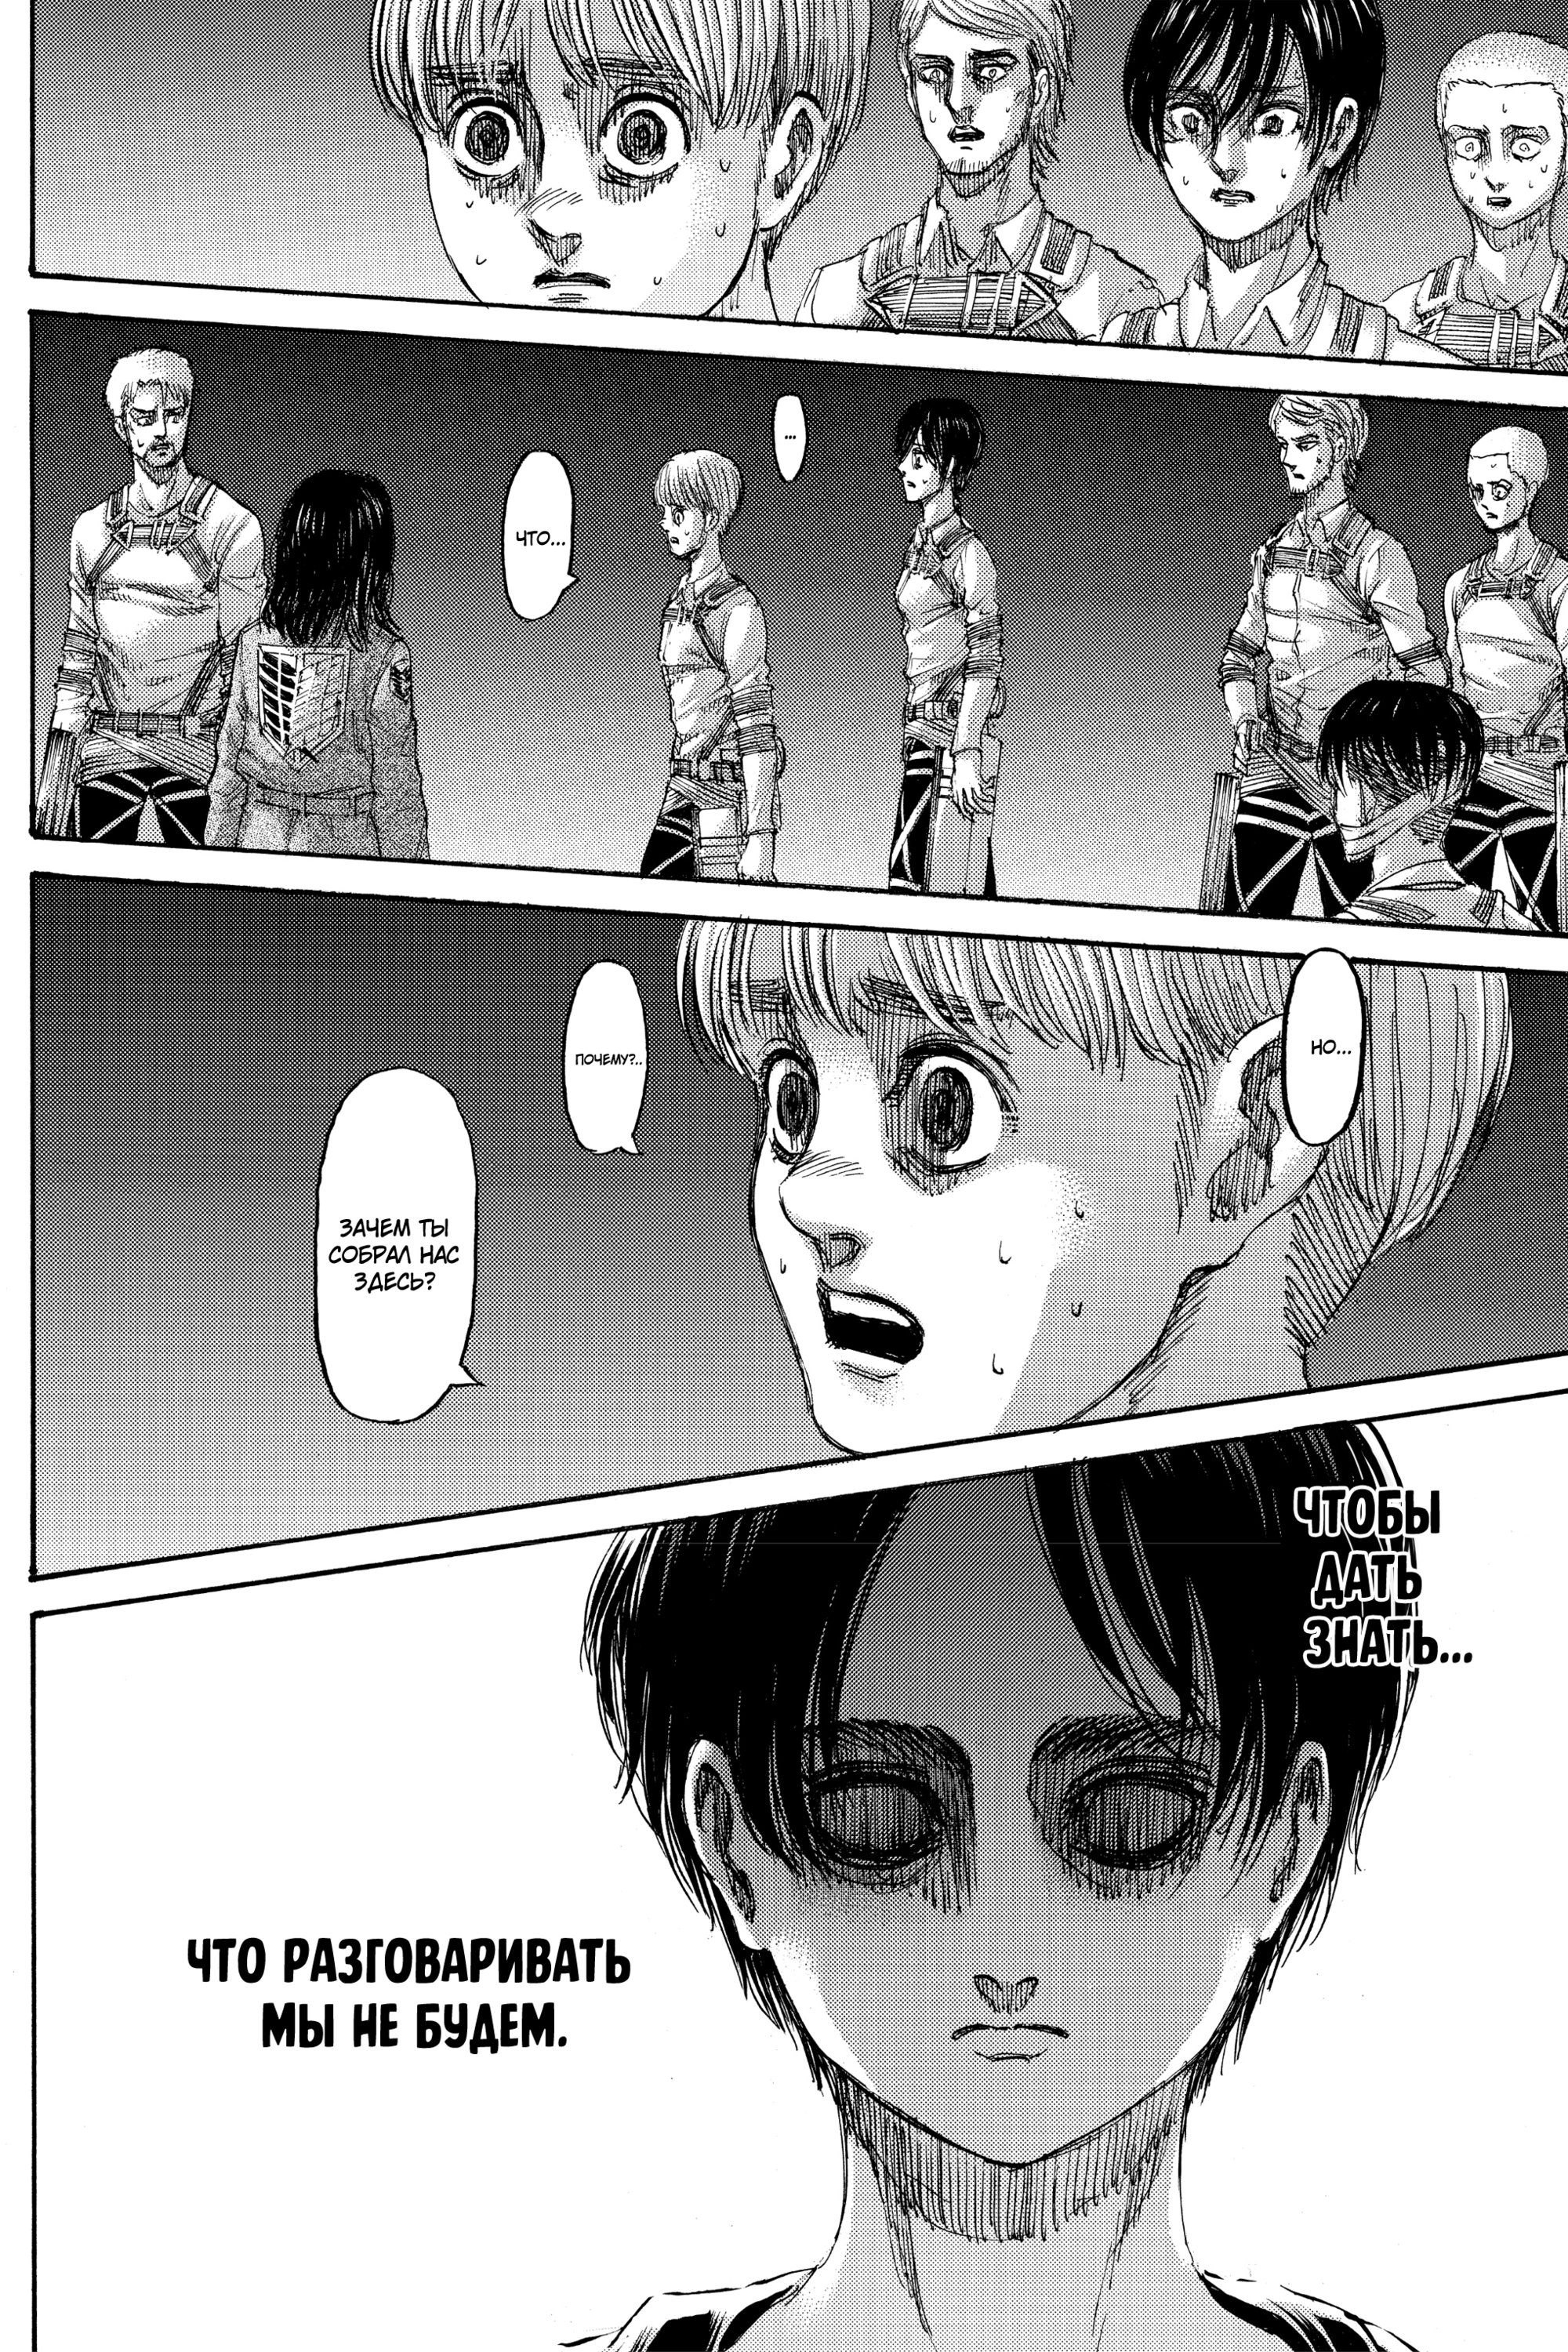 ...
ЧТО...
НО...
ПОЧЕМУ?..
ЗАЧЕМ ТЫ
СОБРАЛ НАС
ЗДЕСЬ?
ЧТОБЫ
ДАТЬ
ЗНАТЬ...
ЧТО РАЗГОВАРИВАТЬ
МЫ НЕ БУДЕМ.